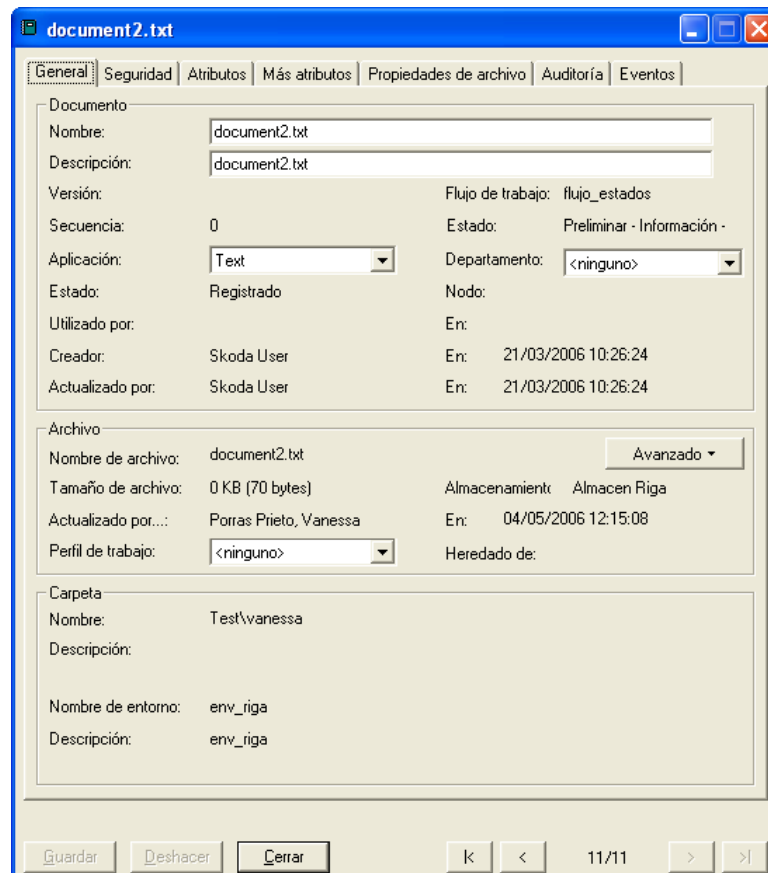 document2.txt
General Seguridad Atributos Más atributos Propiedades de archivo Auditoría Eventos
Documento
Nombre: document2.txt
Descripción: document2.txt
Versión: Flujo de trabajo: flujo_estados
Secuencia: 0 Estado: Preliminar - Información -
Aplicación: Text Departamento: <ninguno>
Estado: Registrado Nodo:
Utilizado por: En:
Creador: Skoda User En: 21/03/2006 10:26:24
Actualizado por: Skoda User En: 21/03/2006 10:26:24
Archivo
Nombre de archivo: document2.txt Avanzado
Tamaño de archivo: 0 KB (70 bytes) Almacenamiento Almacen Riga
Actualizado por...: Porras Prieto, Vanessa En: 04/05/2006 12:15:08
Perfil de trabajo: <ninguno> Heredado de:
Carpeta
Nombre: Test\vanessa
Descripción:
Nombre de entorno: env_riga
Descripción: env_riga
Guardar Deshacer Cerrar |< < 11/11 > >|